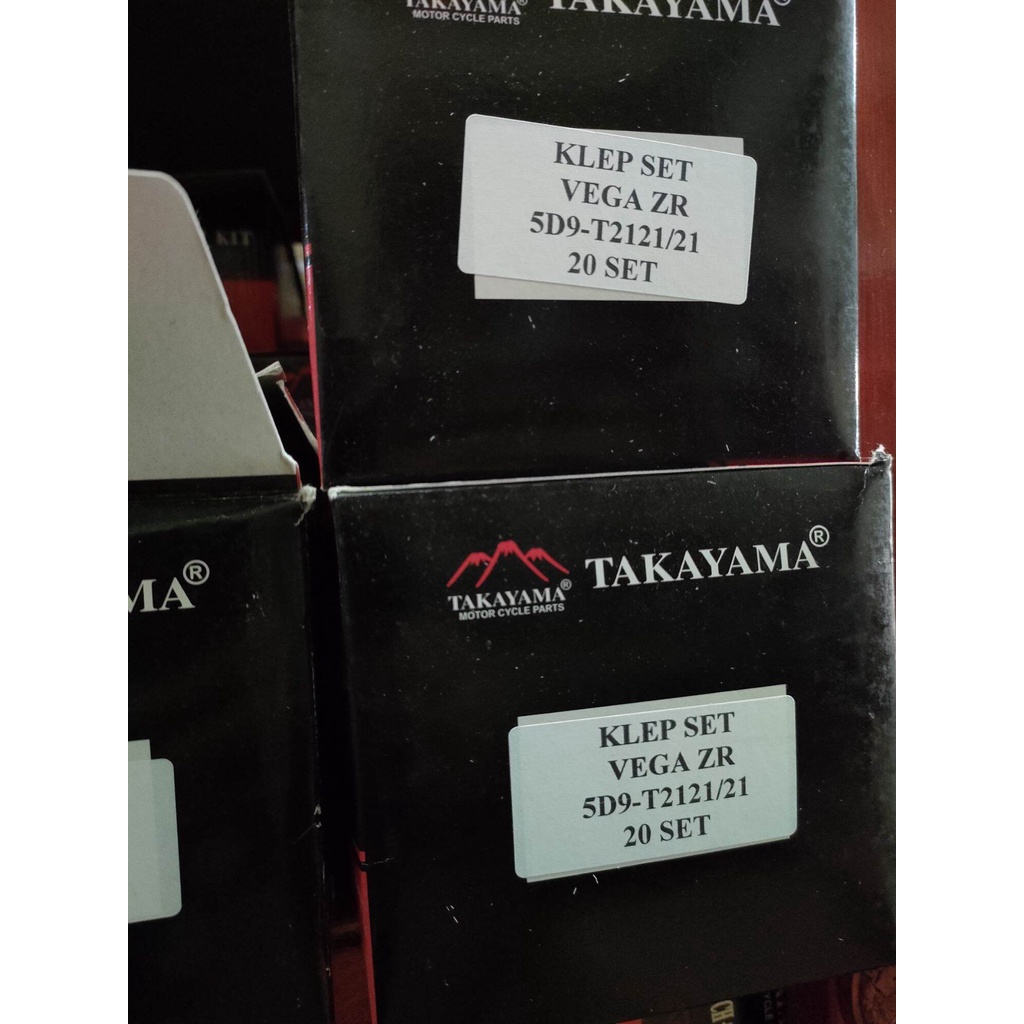 TAKAYAMA®
MOTOR CYCLE PARTS
TAKAYAMA®
KLEP SET
VEGA ZR
5D9-T2121/21
20 SET
KIT
MA®
TAKAYAMA®
MOTOR CYCLE PARTS
TAKAYAMA®
KLEP SET
VEGA ZR
5D9-T2121/21
20 SET